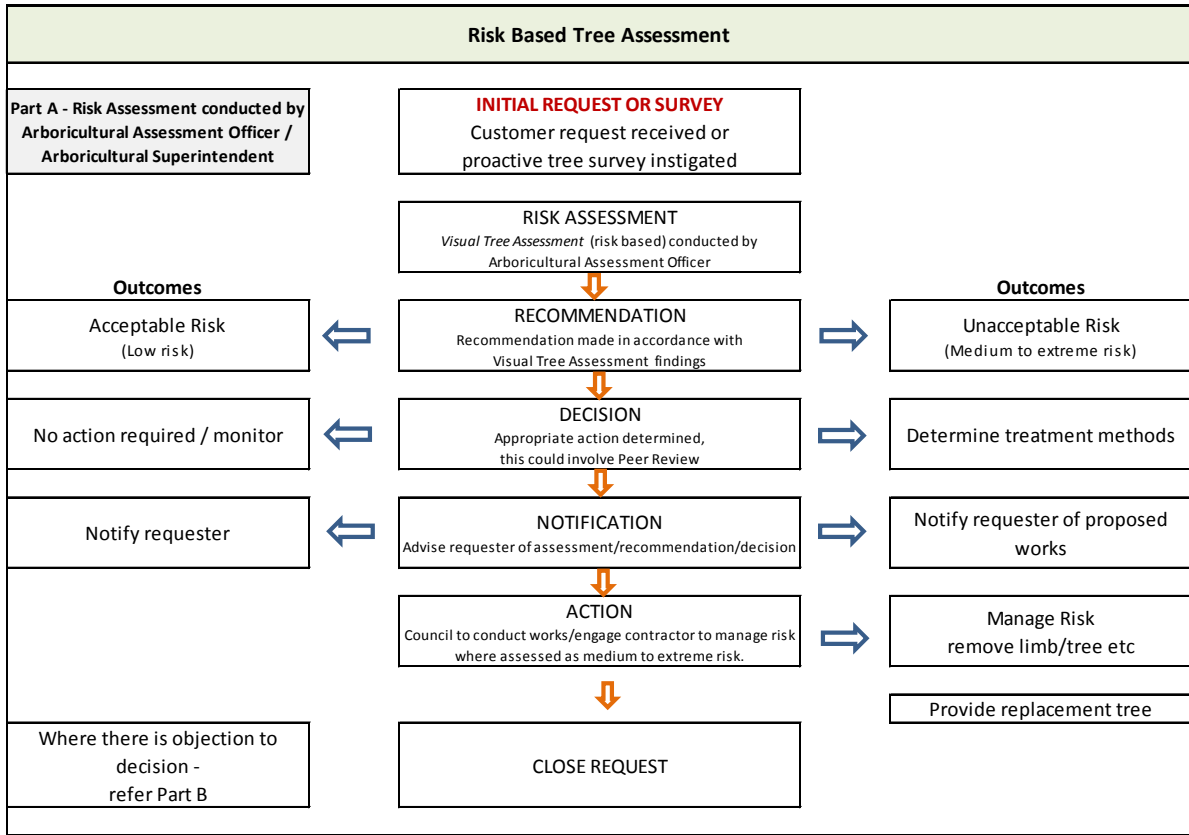 Risk Based Tree Assessment
Part A - Risk Assessment conducted by
Arboricultural Assessment Officer /
Arboricultural Superintendent
INITIAL REQUEST OR SURVEY
Customer request received or
proactive tree survey instigated
RISK ASSESSMENT
Visual Tree Assessment (risk based) conducted by
Arboricultural Assessment Officer
Outcomes
Outcomes
Acceptable Risk
(Low risk)
RECOMMENDATION
Recommendation made in accordance with
Visual Tree Assessment findings
Unacceptable Risk
(Medium to extreme risk)
No action required / monitor
DECISION
Appropriate action determined,
this could involve Peer Review
Determine treatment methods
Notify requester
NOTIFICATION
Advise requester of assessment/recommendation/decision
Notify requester of proposed
works
ACTION
Council to conduct works/engage contractor to manage risk
where assessed as medium to extreme risk.
Manage Risk
remove limb/tree etc
Provide replacement tree
Where there is objection to
decision -
refer Part B
CLOSE REQUEST